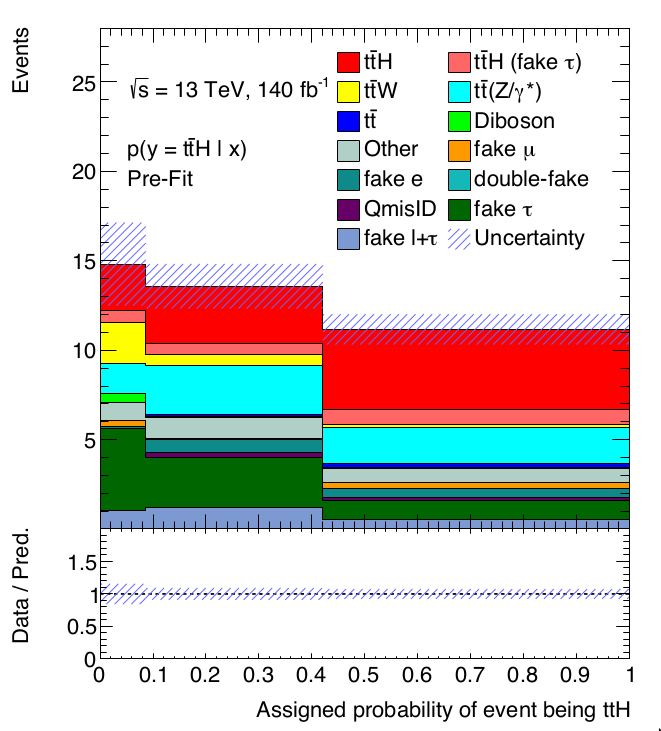 Events
25
20
15
10
5
√s = 13 TeV, 140 fb⁻¹
p(y = tt̄H | x)
Pre-Fit
tt̄H
tt̄H (fake τ)
tt̄W
tt̄(Z/γ*)
tt̄
Diboson
Other
fake μ
fake e
double-fake
QmisID
fake τ
fake l+τ
Uncertainty
Data / Pred.
1.5
1
0.5
0
0 0.1 0.2 0.3 0.4 0.5 0.6 0.7 0.8 0.9 1
Assigned probability of event being ttH